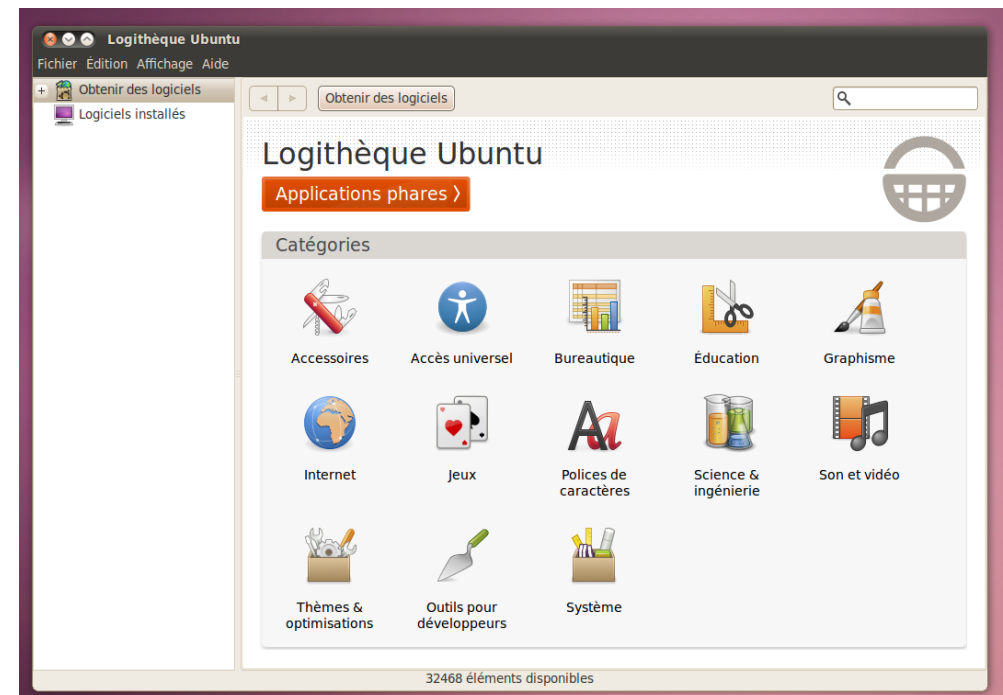 Logithèque Ubuntu
Fichier Édition Affichage Aide
Obtenir des logiciels
Logiciels installés
Obtenir des logiciels
Logithèque Ubuntu
Applications phares
Catégories
Accessoires
Accès universel
Bureautique
Éducation
Graphisme
Internet
Jeux
Polices de
caractères
Science &
ingénierie
Son et vidéo
Thèmes &
optimisations
Outils pour
développeurs
Système
32468 éléments disponibles